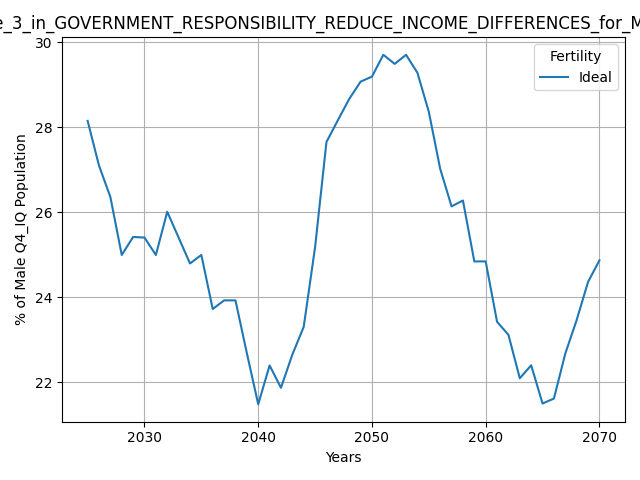 e_3_in_GOVERNMENT_RESPONSIBILITY_REDUCE_INCOME_DIFFERENCES_for_M
Fertility
Ideal
30
28
26
24
22
% of Male Q4_IQ Population
2030 2040 2050 2060 2070
Years